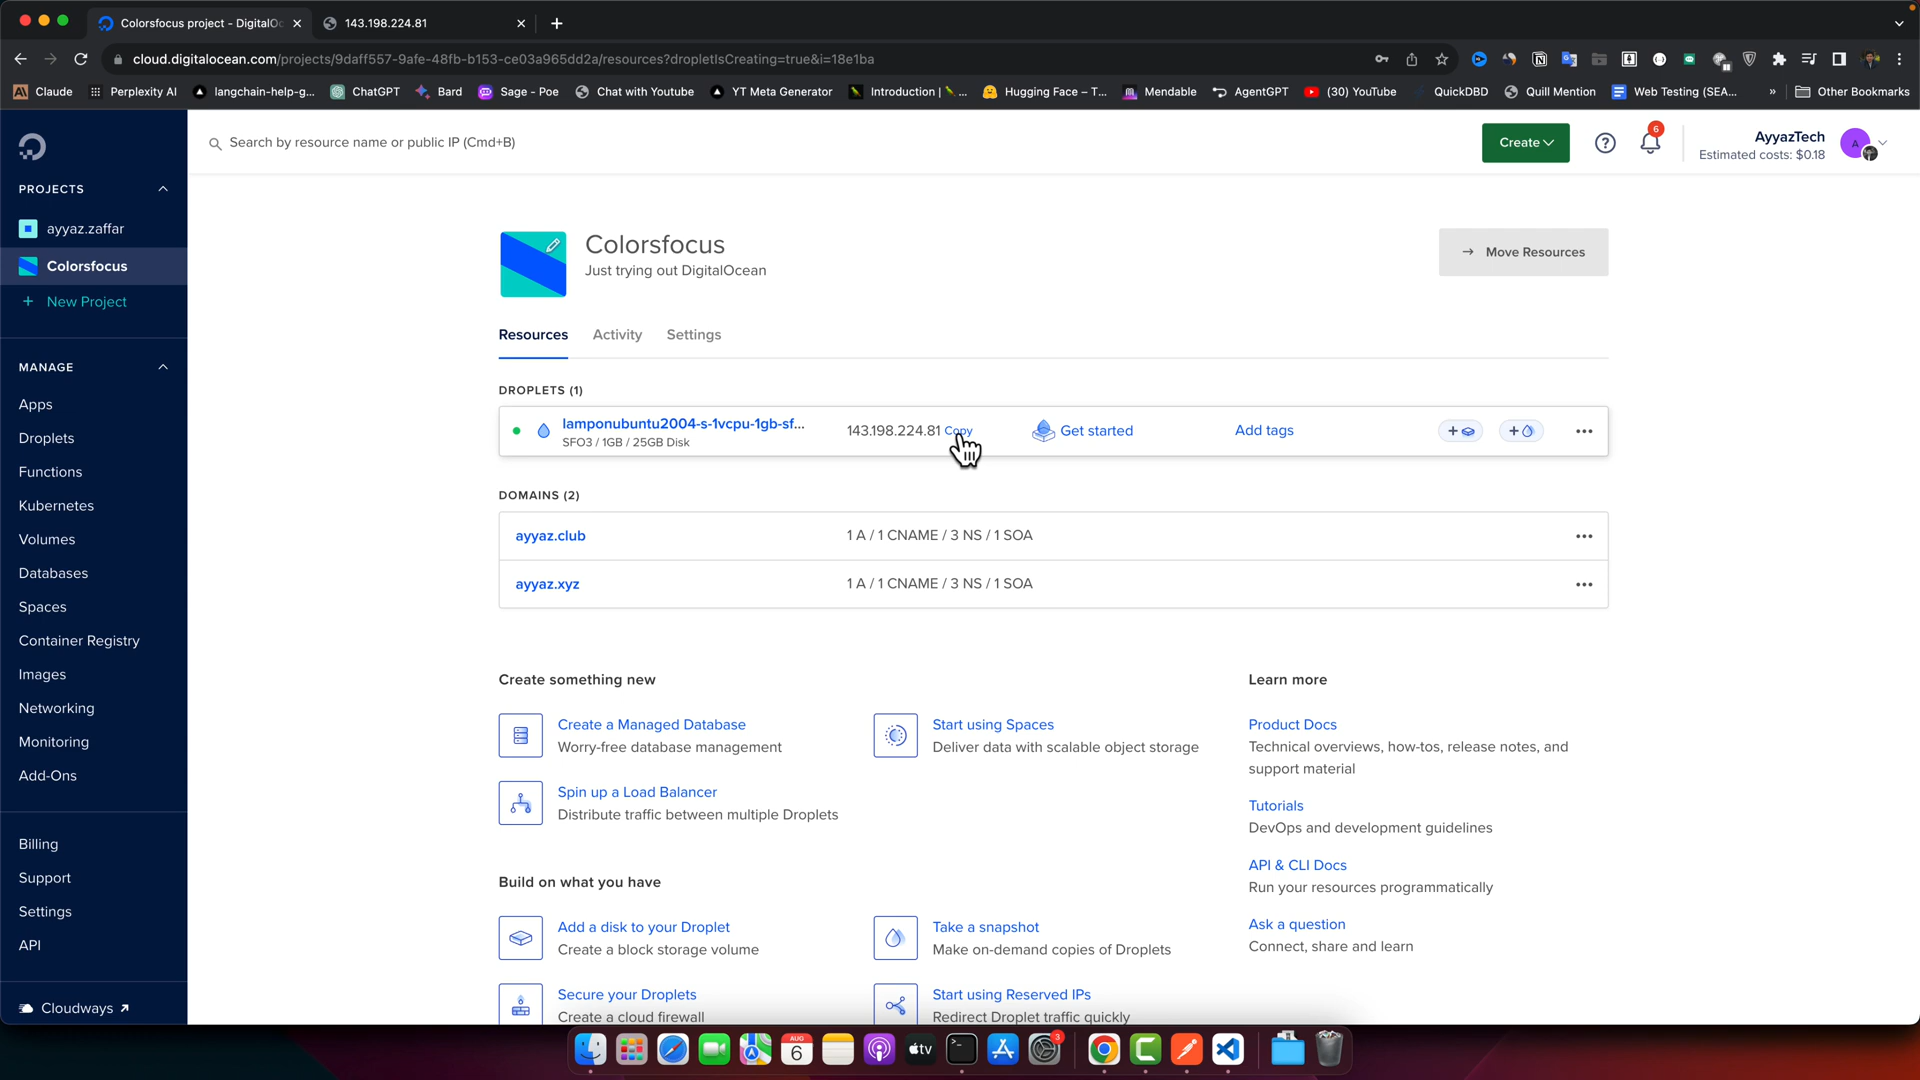 Colorsfocus project - DigitalOc
143.198.224.81
cloud.digitalocean.com/projects/9daff557-9afe-48fb-b153-ce03a965dd2a/resources?dropletIsCreating=true&i=18e1ba
Claude
Perplexity AI
langchain-help-g...
ChatGPT
Bard
Sage - Poe
Chat with Youtube
YT Meta Generator
Introduction | ...
Hugging Face – T...
Mendable
AgentGPT
(30) YouTube
QuickDBD
Quill Mention
Web Testing (SEA...
»
Other Bookmarks
Search by resource name or public IP (Cmd+B)
Create
6
AyyazTech
Estimated costs: $0.18
A
PROJECTS
ayyaz.zaffar
Colorsfocus
+ New Project
MANAGE
Apps
Droplets
Functions
Kubernetes
Volumes
Databases
Spaces
Container Registry
Images
Networking
Monitoring
Add-Ons
Billing
Support
Settings
API
Cloudways
Colorsfocus
Just trying out DigitalOcean
Move Resources
Resources
Activity
Settings
DROPLETS (1)
lamponubuntu2004-s-1vcpu-1gb-sf...
SFO3 / 1GB / 25GB Disk
143.198.224.81 Copy
Get started
Add tags
DOMAINS (2)
ayyaz.club
1 A / 1 CNAME / 3 NS / 1 SOA
ayyaz.xyz
1 A / 1 CNAME / 3 NS / 1 SOA
Create something new
Create a Managed Database
Worry-free database management
Start using Spaces
Deliver data with scalable object storage
Spin up a Load Balancer
Distribute traffic between multiple Droplets
Build on what you have
Add a disk to your Droplet
Create a block storage volume
Take a snapshot
Make on-demand copies of Droplets
Secure your Droplets
Create a cloud firewall
Start using Reserved IPs
Redirect Droplet traffic quickly
Learn more
Product Docs
Technical overviews, how-tos, release notes, and
support material
Tutorials
DevOps and development guidelines
API & CLI Docs
Run your resources programmatically
Ask a question
Connect, share and learn
AUG
6
tv
3